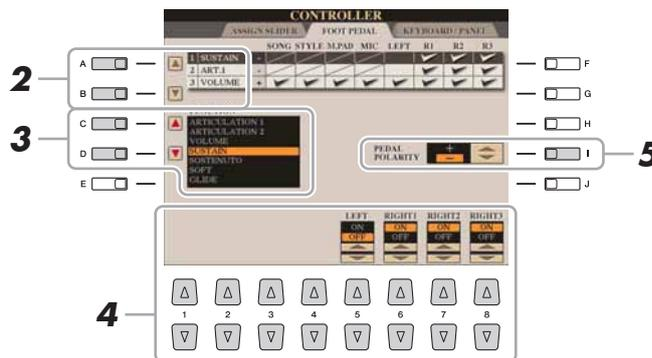 CONTROLLER
ASSIGN SLIDER FOOT PEDAL KEYBOARD / PANEL
SONG STYLE M.PAD MIC LEFT R1 R2 R3
1 SUSTAIN -
2 ART.1 -
3 VOLUME +
A
B
C
D
E
F
G
H
I
J
2
3
5
ARTICULATION 1
ARTICULATION 2
VOLUME
SUSTAIN
SOSTENUTO
SOFT
GLIDE
PEDAL
POLARITY
+
-
LEFT RIGHT1 RIGHT2 RIGHT3
ON ON ON ON
OFF OFF OFF OFF
4
1 2 3 4 5 6 7 8